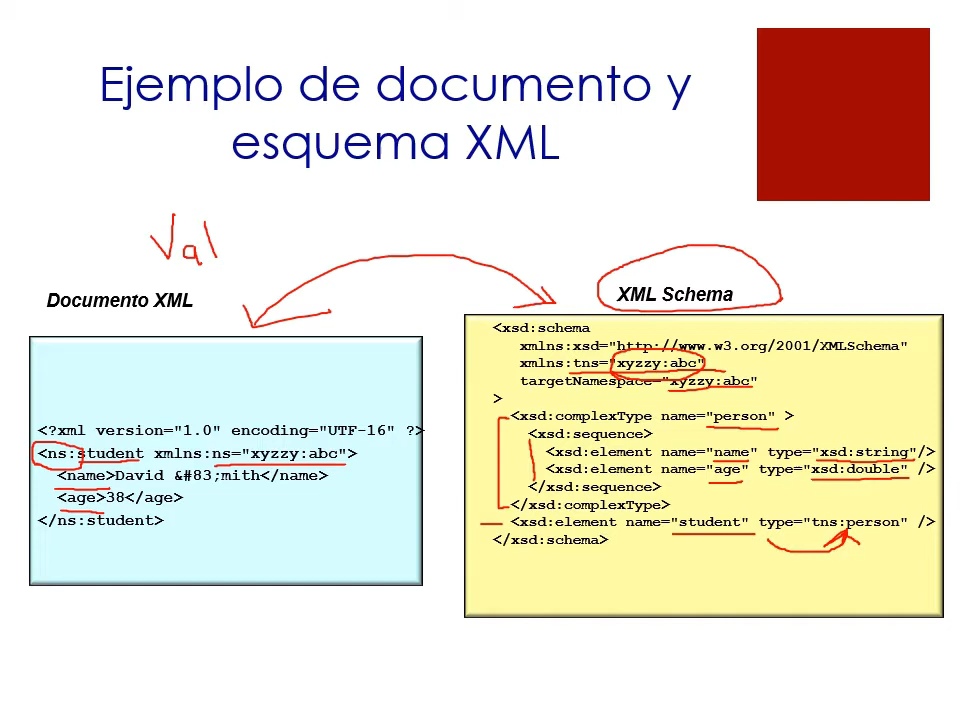 Ejemplo de documento y
esquema XML
Val
Documento XML
<?xml version="1.0" encoding="UTF-16" ?>
<ns:student xmlns:ns="xyzzy:abc">
<name>David &#83;mith</name>
<age>38</age>
</ns:student>
XML Schema
<xsd:schema
xmlns:xsd="http://www.w3.org/2001/XMLSchema"
xmlns:tns="xyzzy:abc"
targetNamespace="xyzzy:abc"
>
<xsd:complexType name="person" >
<xsd:sequence>
<xsd:element name="name" type="xsd:string"/>
<xsd:element name="age" type="xsd:double" />
</xsd:sequence>
</xsd:complexType>
<xsd:element name="student" type="tns:person" />
</xsd:schema>